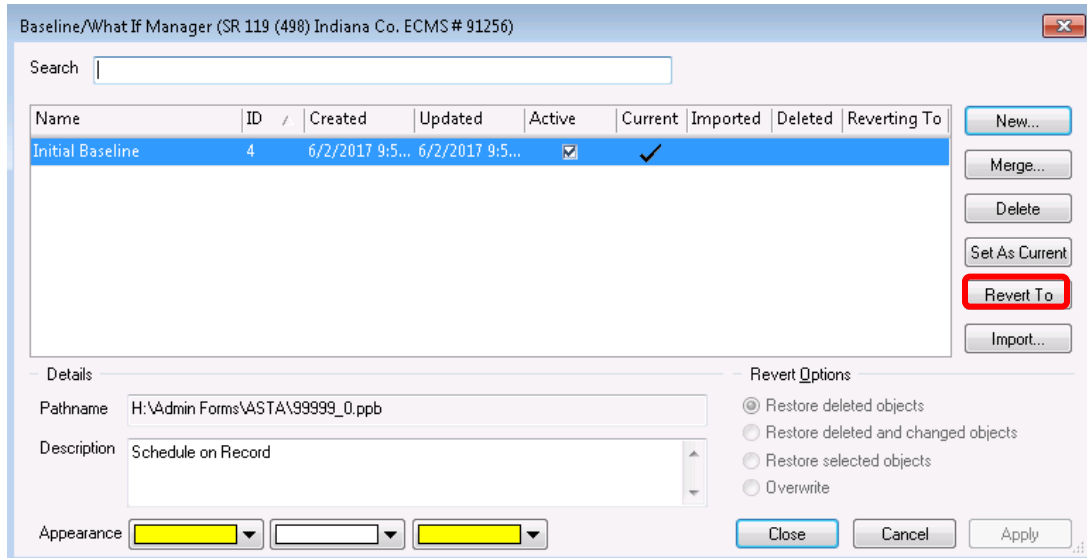 Baseline/What If Manager (SR 119 (498) Indiana Co. ECMS # 91256)
Search
Name ID Created Updated Active Current Imported Deleted Reverting To
Initial Baseline 4 6/2/2017 9:5... 6/2/2017 9:5...
New...
Merge...
Delete
Set As Current
Revert To
Import...
Details
Pathname H:\Admin Forms\ASTA\99999_0.ppb
Description Schedule on Record
Appearance
Revert Options
Restore deleted objects
Restore deleted and changed objects
Restore selected objects
Overwrite
Close Cancel Apply